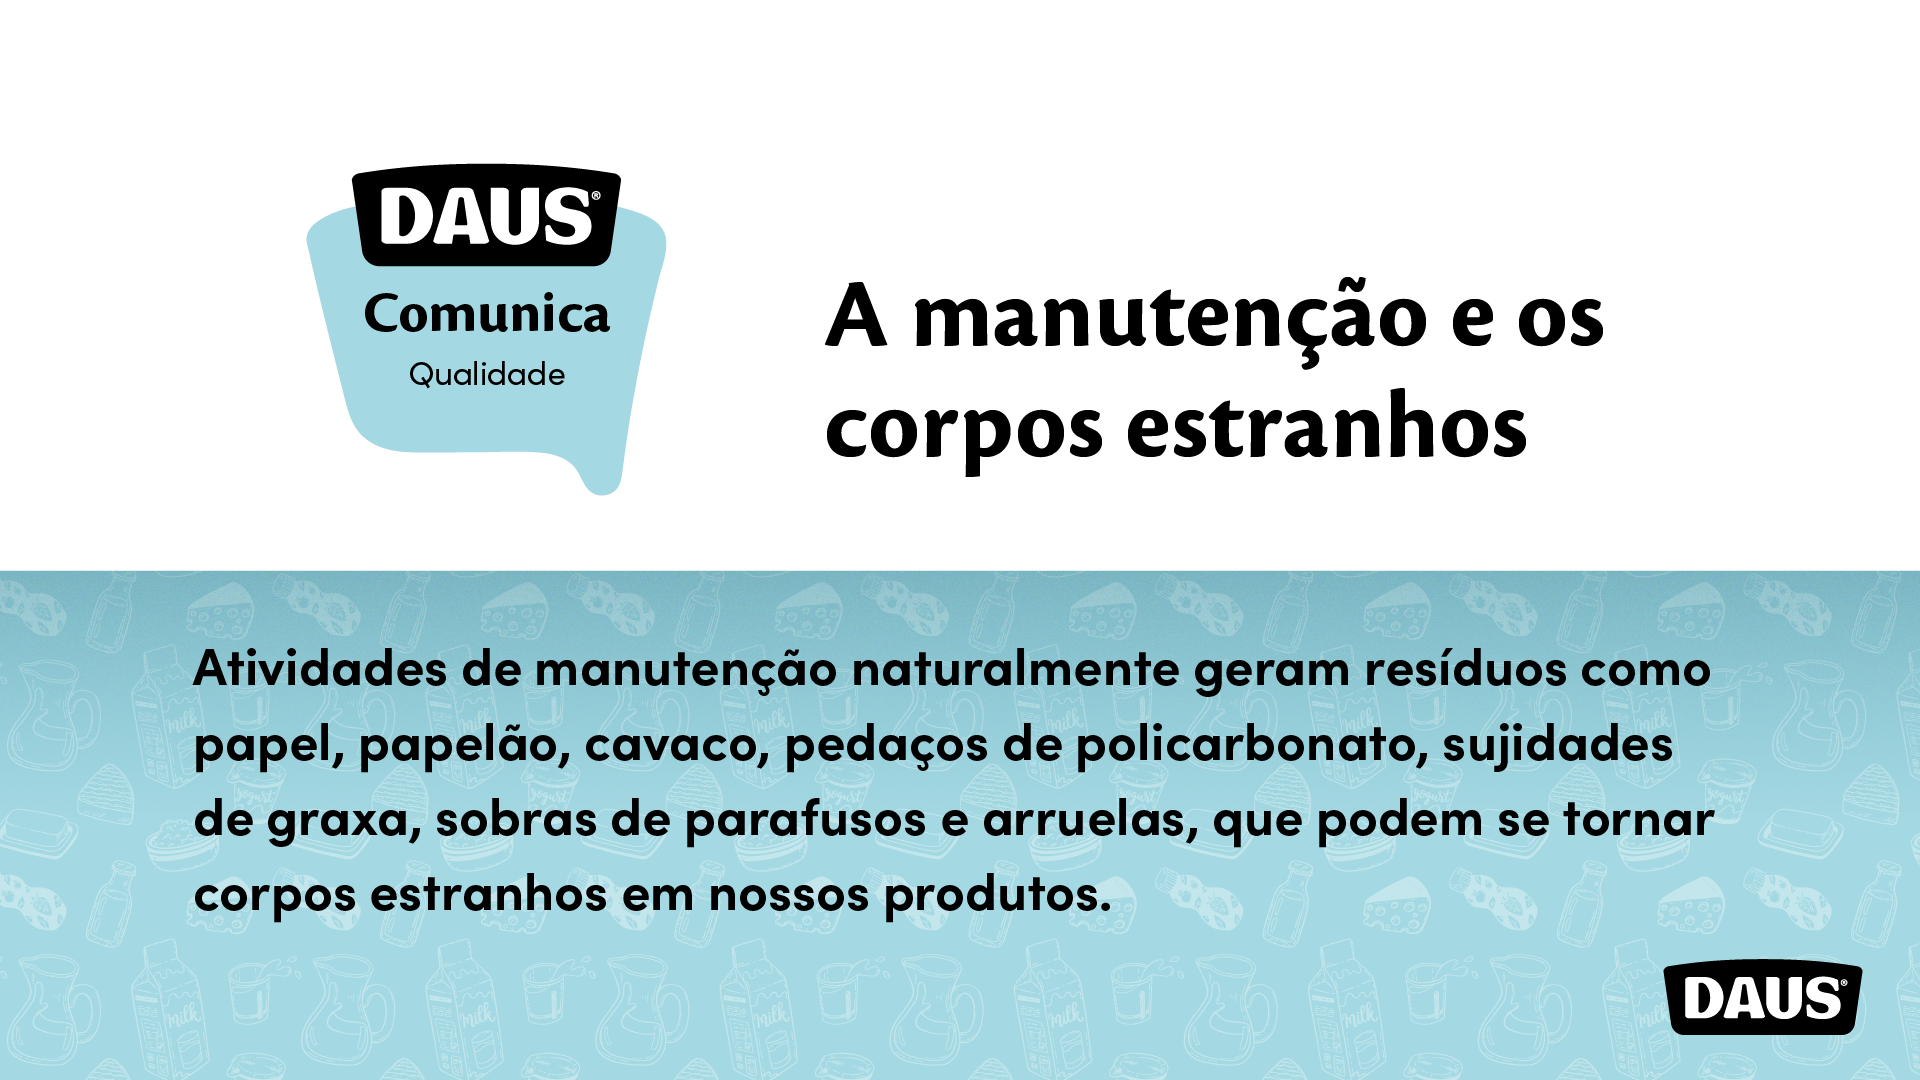 DAUS®
Comunica
Qualidade
A manutenção e os
corpos estranhos
Atividades de manutenção naturalmente geram resíduos como
papel, papelão, cavaco, pedaços de policarbonato, sujidades
de graxa, sobras de parafusos e arruelas, que podem se tornar
corpos estranhos em nossos produtos.
DAUS®